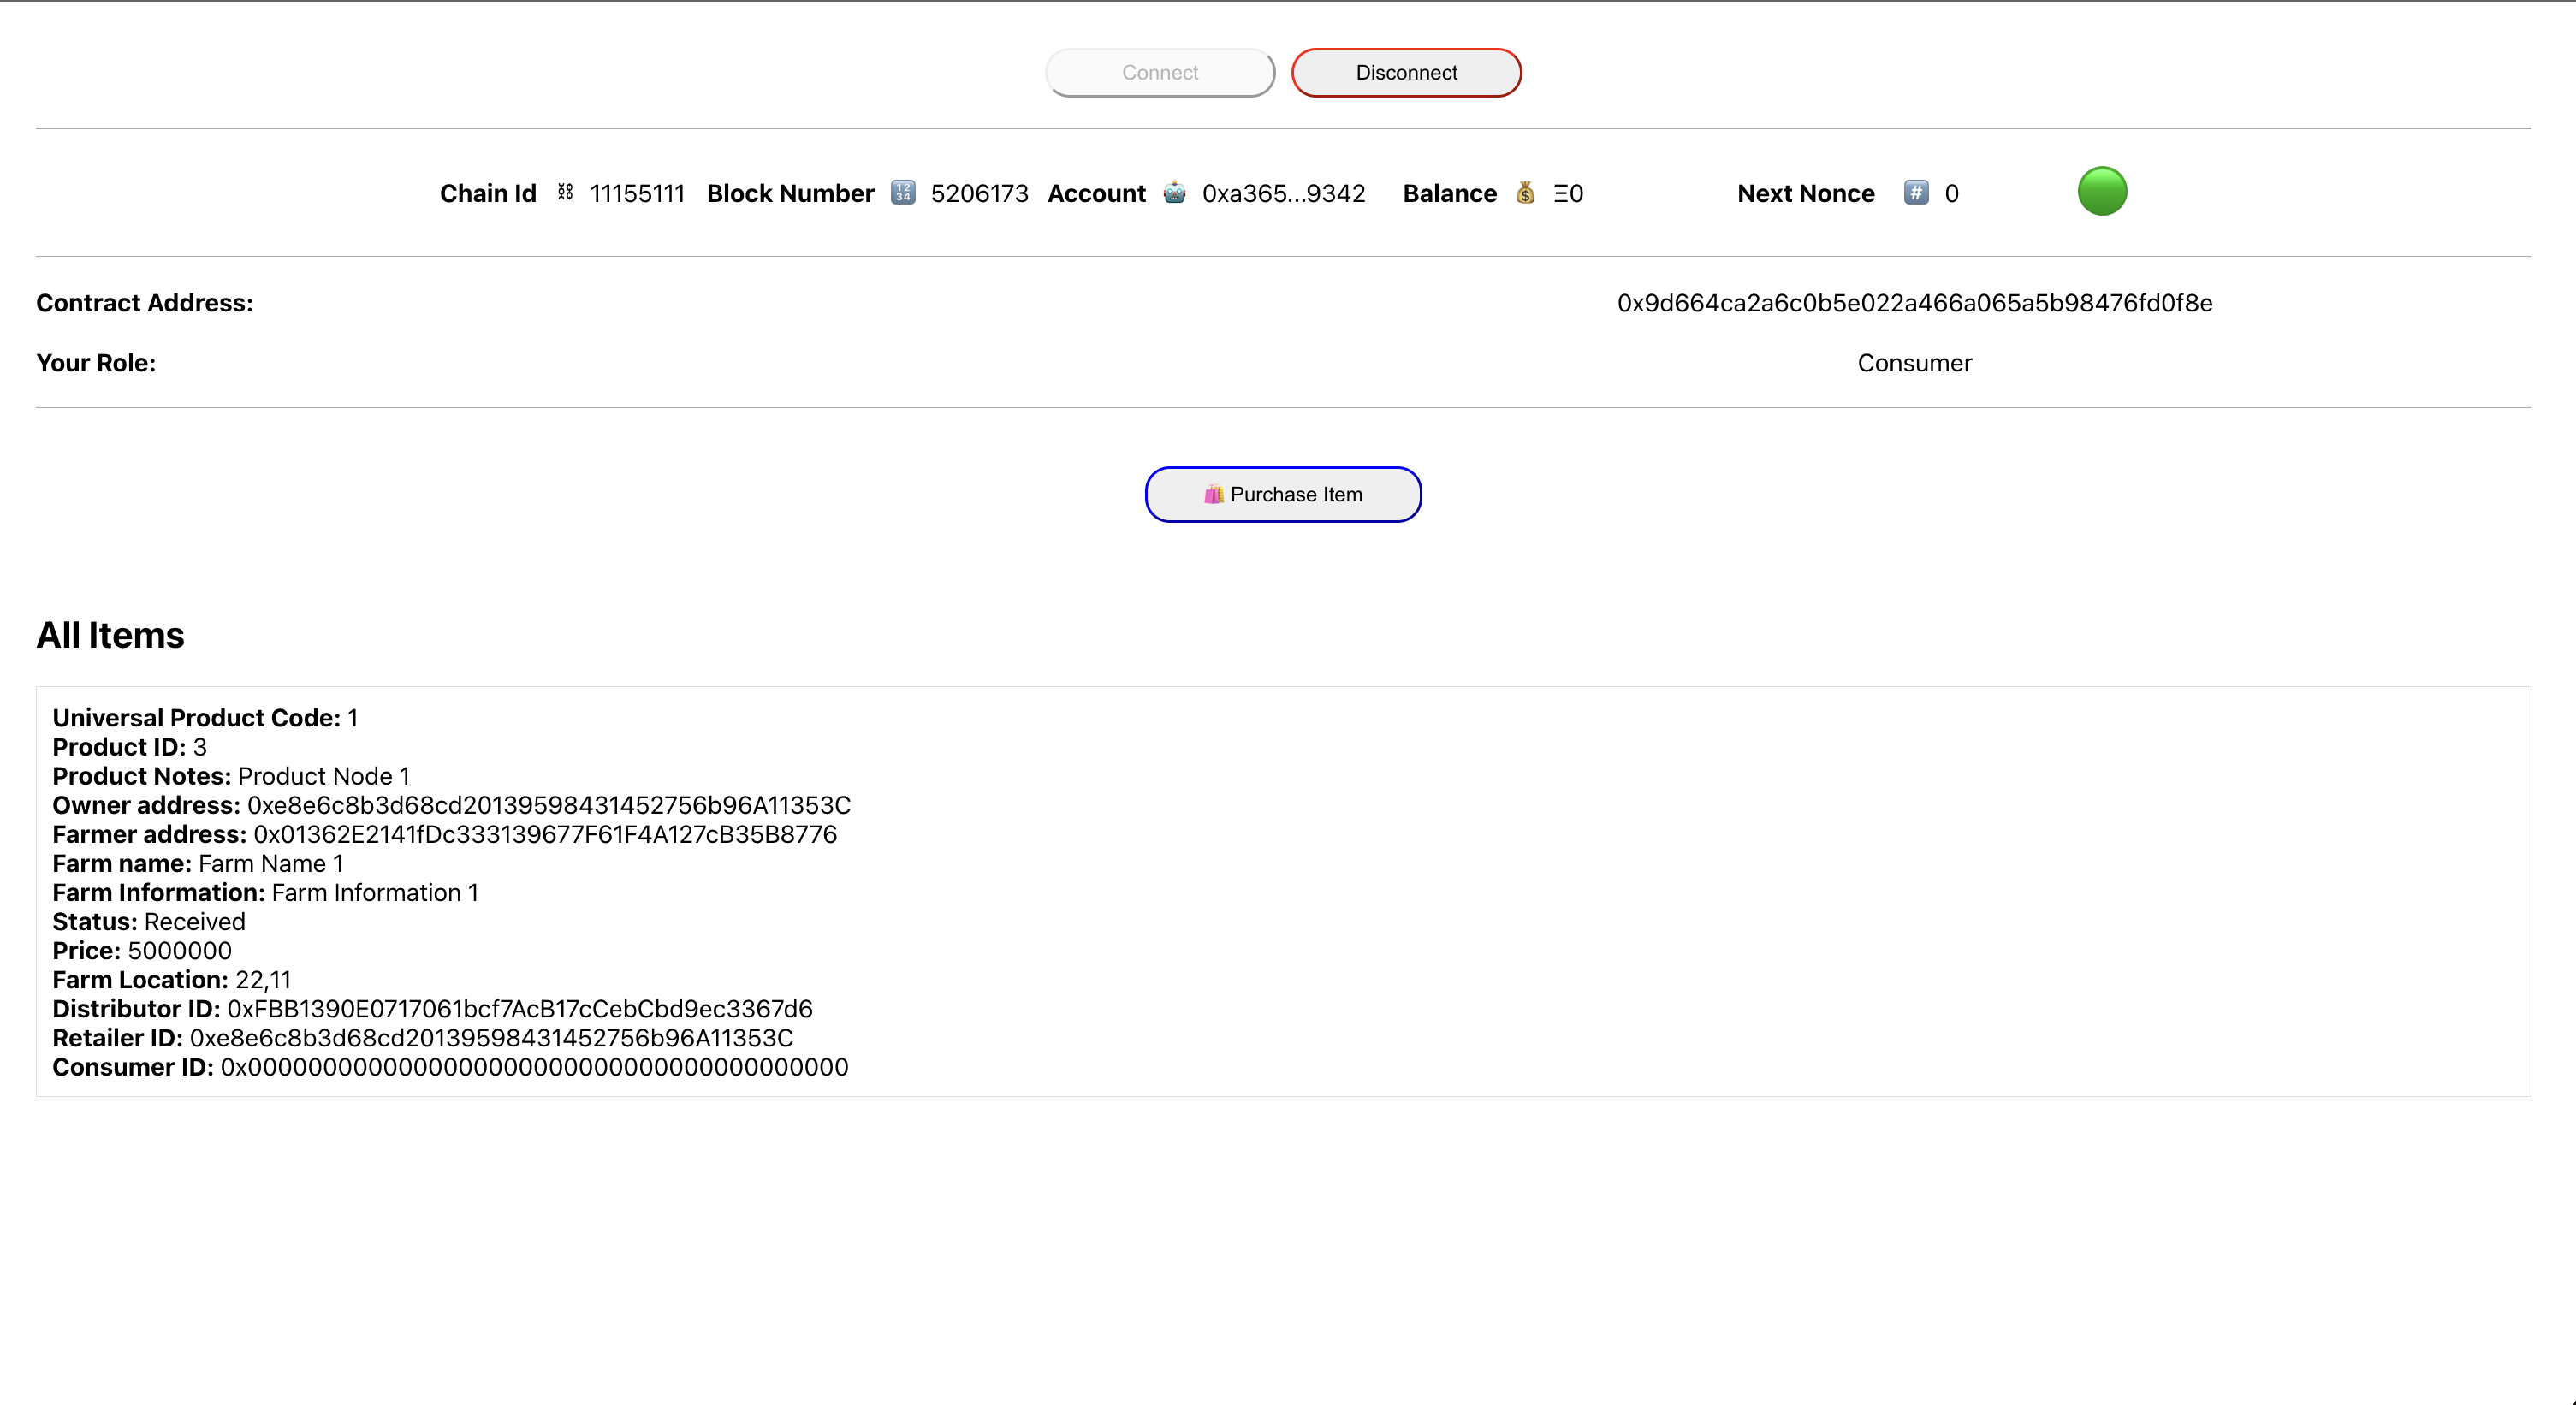 Connect Disconnect
Chain Id ⛓ 11155111 Block Number 🔢 5206173 Account 🤖 0xa365...9342 Balance 💰 Ξ0 Next Nonce #️⃣ 0 🟢
Contract Address: 0x9d664ca2a6c0b5e022a466a065a5b98476fd0f8e
Your Role: Consumer
🛍️ Purchase Item
All Items
Universal Product Code: 1
Product ID: 3
Product Notes: Product Node 1
Owner address: 0xe8e6c8b3d68cd20139598431452756b96A11353C
Farmer address: 0x01362E2141fDc333139677F61F4A127cB35B8776
Farm name: Farm Name 1
Farm Information: Farm Information 1
Status: Received
Price: 5000000
Farm Location: 22,11
Distributor ID: 0xFBB1390E0717061bcf7AcB17cCebCbd9ec3367d6
Retailer ID: 0xe8e6c8b3d68cd20139598431452756b96A11353C
Consumer ID: 0x0000000000000000000000000000000000000000